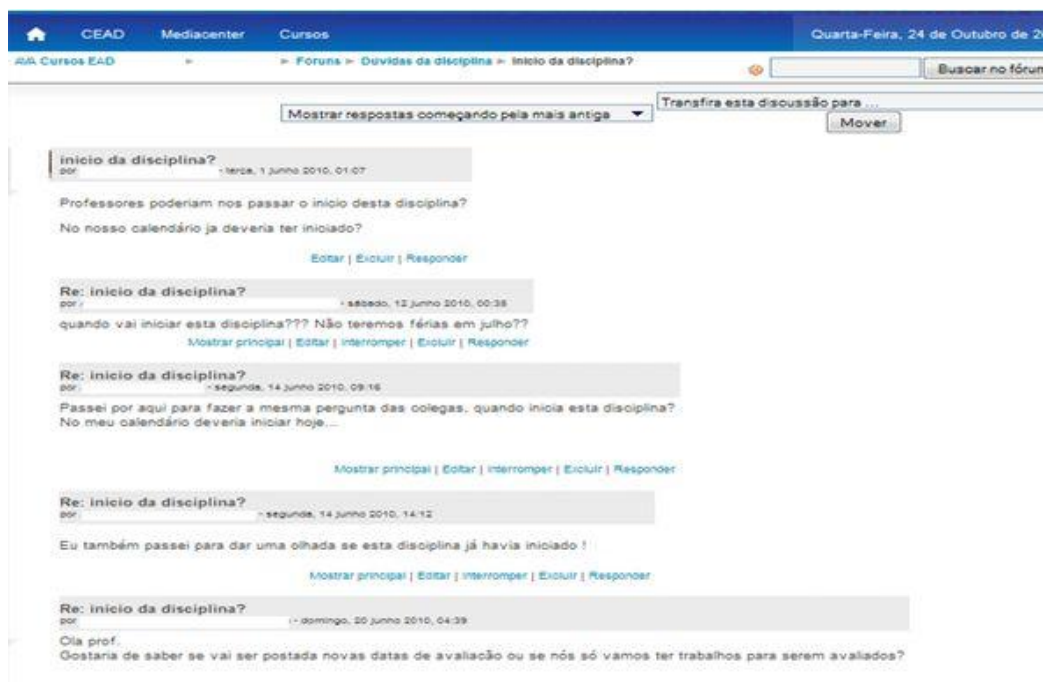 CEAD Mediacenter Cursos Quarta-Feira, 24 de Outubro de 20
AVA Cursos EAD ► ► Fóruns ► Dúvidas da disciplina ► inicio da disciplina? Buscar no fórum
Mostrar respostas começando pela mais antiga Transfira esta discussão para ...
Mover
inicio da disciplina?
por - terça, 1 junho 2010, 01:07
Professores poderiam nos passar o inicio desta disciplina?
No nosso calendário ja deveria ter iniciado?
Editar | Excluir | Responder
Re: inicio da disciplina?
por - sábado, 12 junho 2010, 00:38
quando vai iniciar esta disciplina??? Não teremos férias em julho??
Mostrar principal | Editar | Interromper | Excluir | Responder
Re: inicio da disciplina?
por - segunda, 14 junho 2010, 09:16
Passei por aqui para fazer a mesma pergunta das colegas, quando inicia esta disciplina?
No meu calendário deveria iniciar hoje...
Mostrar principal | Editar | Interromper | Excluir | Responder
Re: inicio da disciplina?
por - segunda, 14 junho 2010, 14:12
Eu também passei para dar uma olhada se esta disciplina já havia iniciado !
Mostrar principal | Editar | Interromper | Excluir | Responder
Re: inicio da disciplina?
por - domingo, 20 junho 2010, 04:39
Ola prof.
Gostaria de saber se vai ser postada novas datas de avaliacão ou se nós só vamos ter trabalhos para serem avaliados?